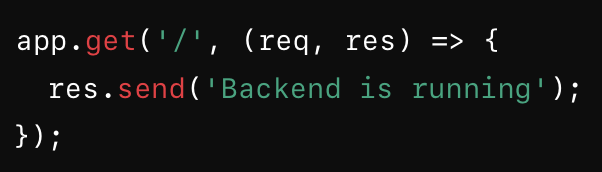 app.get('/', (req, res) => {
  res.send('Backend is running');
});